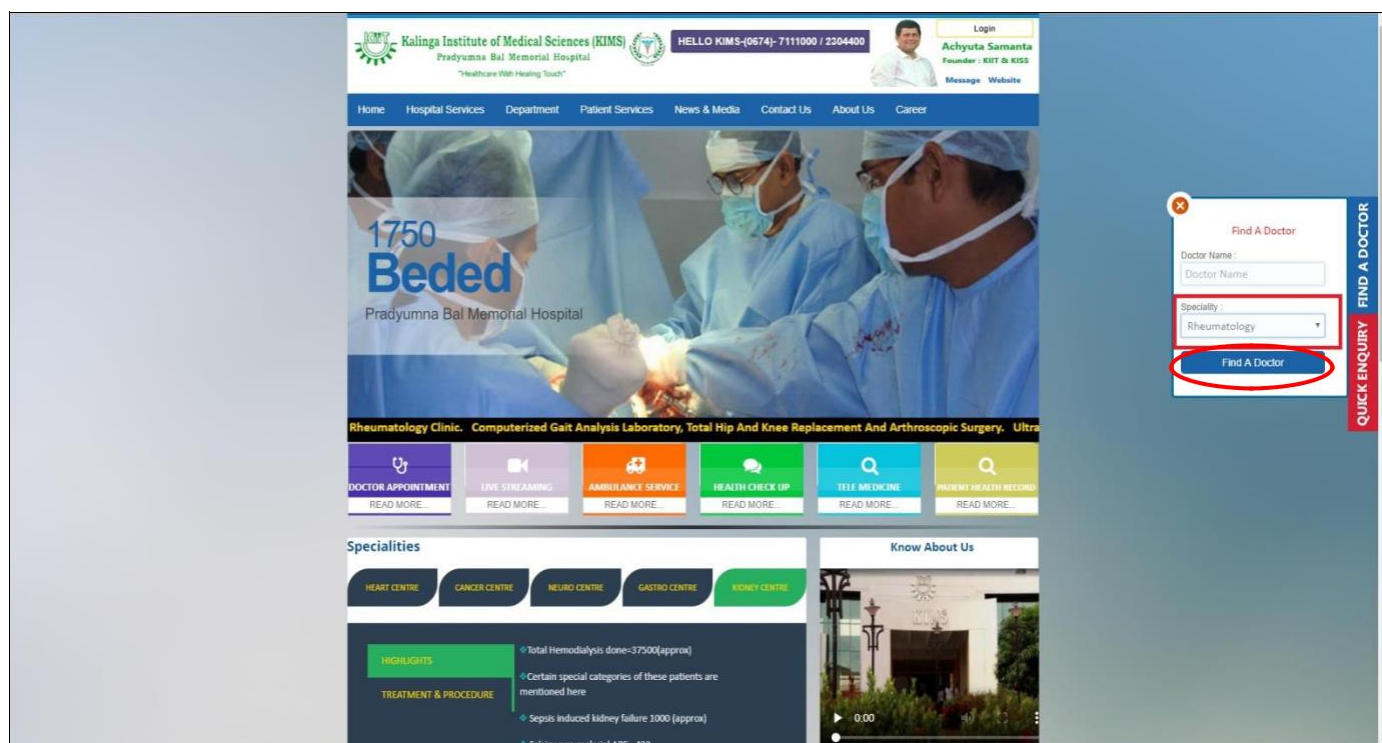 Kalinga Institute of Medical Sciences (KIMS)
Pradyumna Bal Memorial Hospital
"Healthcare With Healing Touch"
HELLO KIMS-(0674)- 7111000 / 2304400
Login
Achyuta Samanta
Founder : KIIT & KISS
Message Website
Home Hospital Services Department Patient Services News & Media Contact Us About Us Career
1750
Beded
Pradyumna Bal Memorial Hospital
Find A Doctor
Doctor Name :
Doctor Name
Speciality :
Rheumatology
Find A Doctor
FIND A DOCTOR
QUICK ENQUIRY
Rheumatology Clinic. Computerized Gait Analysis Laboratory, Total Hip And Knee Replacement And Arthroscopic Surgery. Ultra
DOCTOR APPOINTMENT LIVE STREAMING AMBULANCE SERVICE HEALTH CHECK UP TELE MEDICINE PATIENT HEALTH RECORD
READ MORE... READ MORE... READ MORE... READ MORE... READ MORE... READ MORE...
Specialities
HEART CENTRE CANCER CENTRE NEURO CENTRE GASTRO CENTRE KIDNEY CENTRE
HIGHLIGHTS
TREATMENT & PROCEDURE
Total Hemodialysis done=37500(approx)
Certain special categories of these patients are
mentioned here
Sepsis induced kidney failure 1000 (approx)
Know About Us
KIMS
0:00